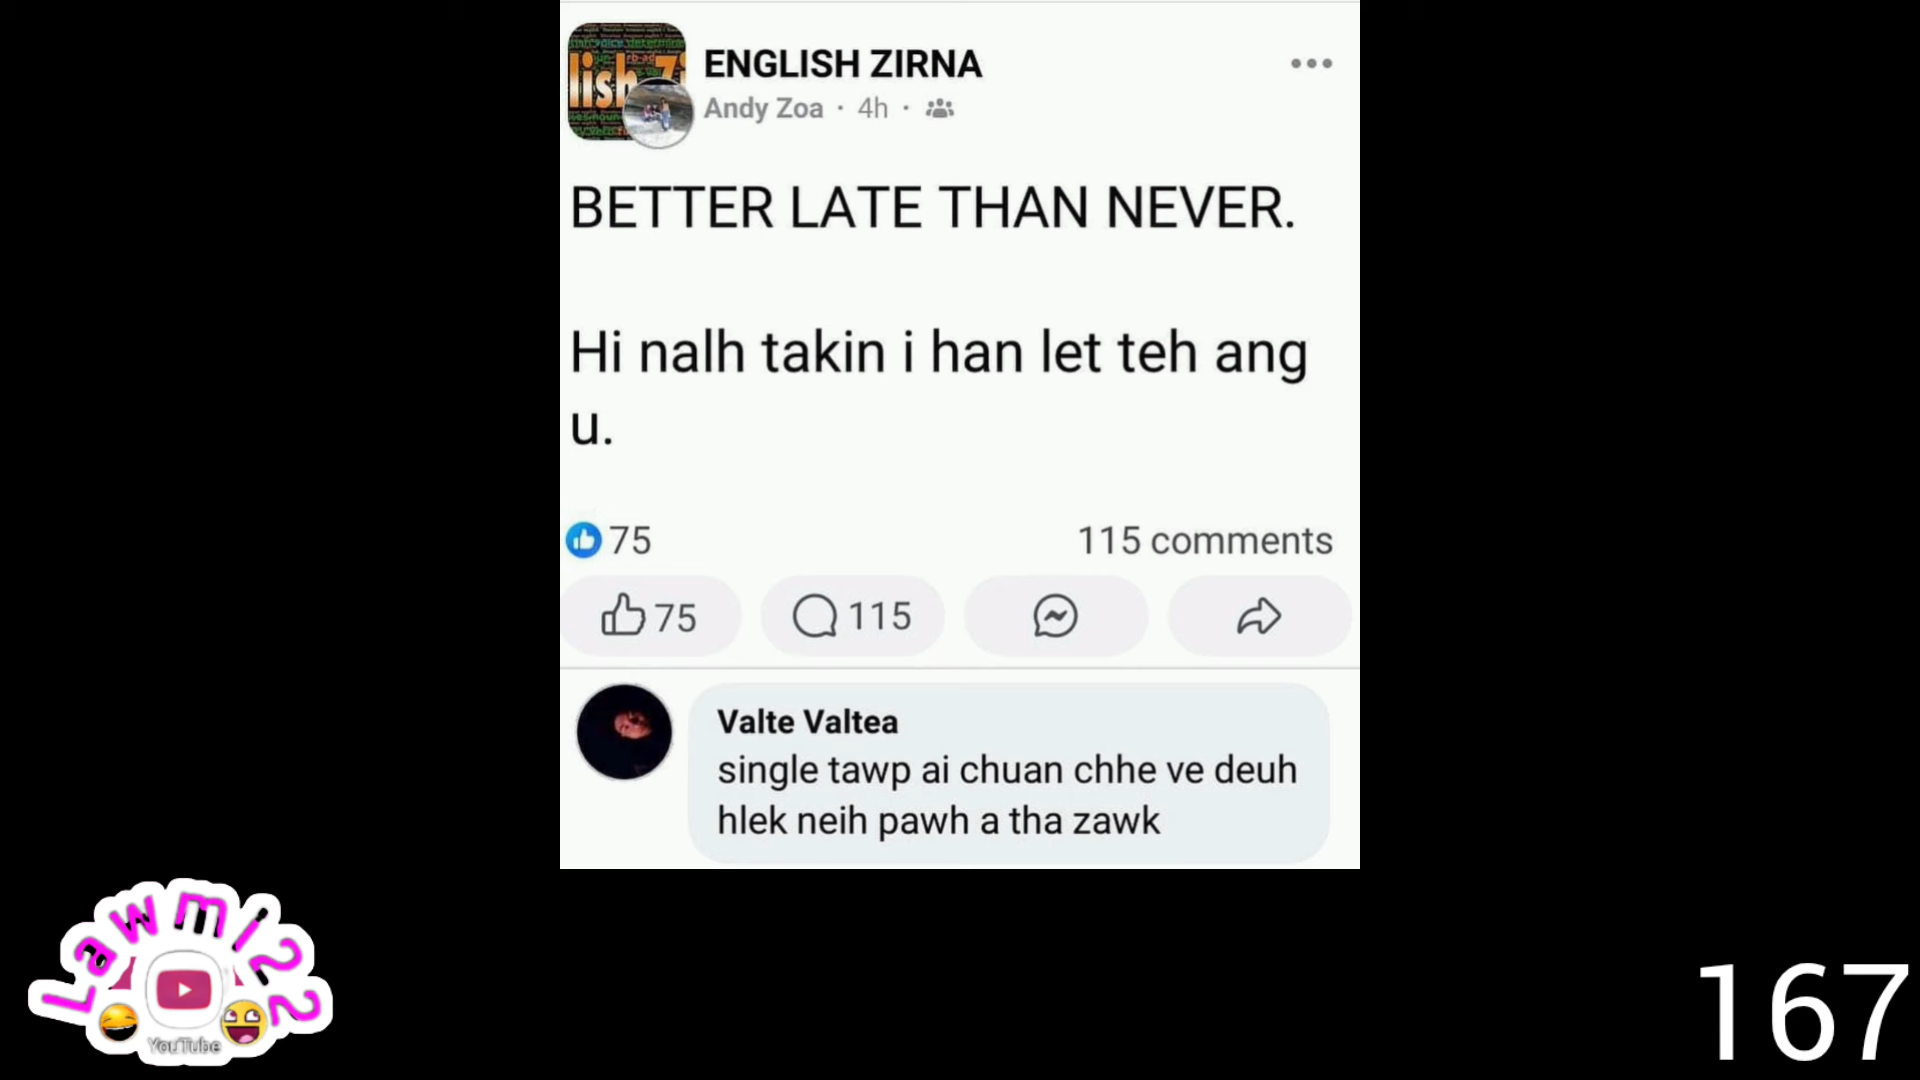 ENGLISH ZIRNA
Andy Zoa · 4h ·
BETTER LATE THAN NEVER.
Hi nalh takin i han let teh ang
u.
75
115 comments
75
115
Valte Valtea
single tawp ai chuan chhe ve deuh
hlek neih pawh a tha zawk
Lawmi22
YouTube
167